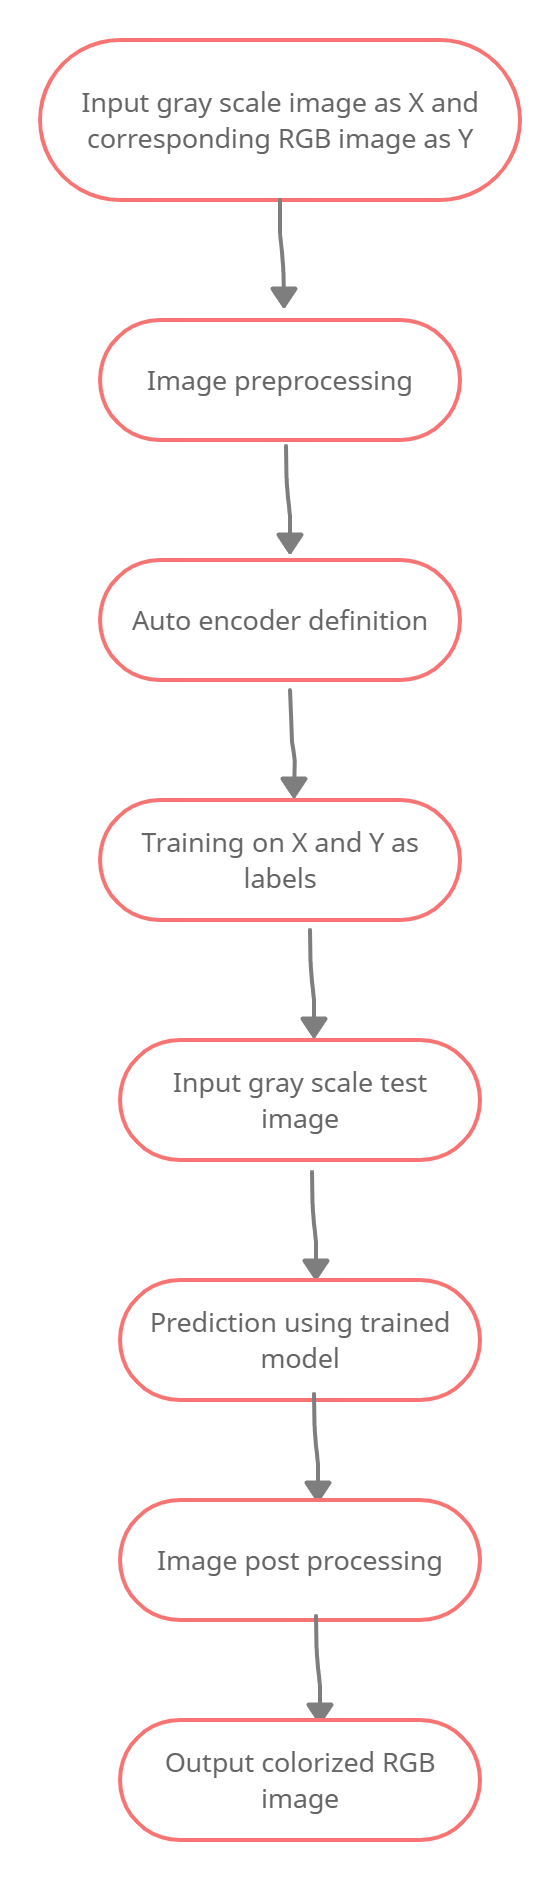 Input gray scale image as X and
corresponding RGB image as Y
Image preprocessing
Auto encoder definition
Training on X and Y as
labels
Input gray scale test
image
Prediction using trained
model
Image post processing
Output colorized RGB
image